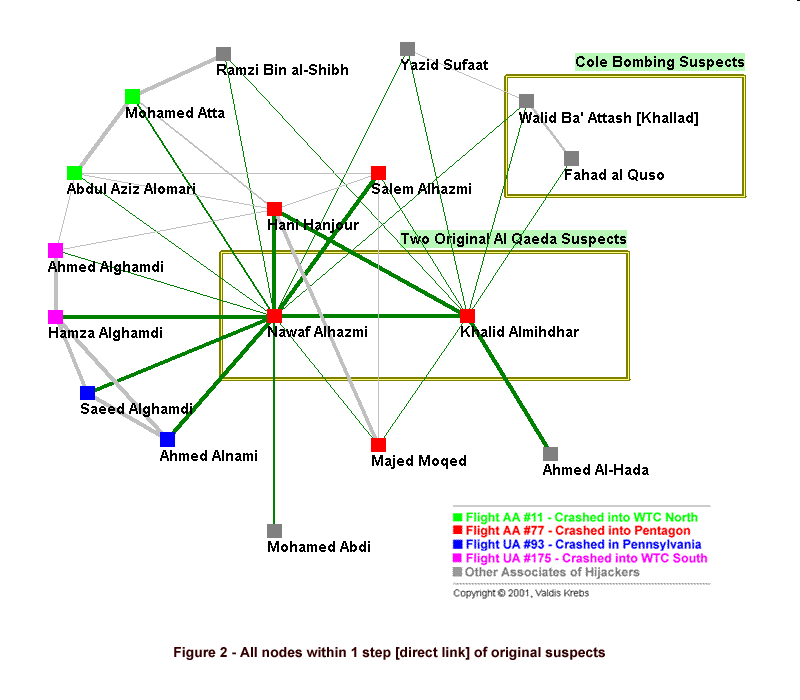 Ramzi Bin al-Shibh
Yazid Sufaat
Cole Bombing Suspects
Mohamed Atta
Walid Ba' Attash [Khallad]
Abdul Aziz Alomari
Salem Alhazmi
Fahad al Quso
Hani Hanjour
Two Original Al Qaeda Suspects
Ahmed Alghamdi
Hamza Alghamdi
Nawaf Alhazmi
Khalid Almihdhar
Saeed Alghamdi
Ahmed Alnami
Majed Moqed
Ahmed Al-Hada
Mohamed Abdi
Flight AA #11 - Crashed into WTC North
Flight AA #77 - Crashed into Pentagon
Flight UA #93 - Crashed in Pennsylvania
Flight UA #175 - Crashed into WTC South
Other Associates of Hijackers
Copyright © 2001, Valdis Krebs
Figure 2 - All nodes within 1 step [direct link] of original suspects